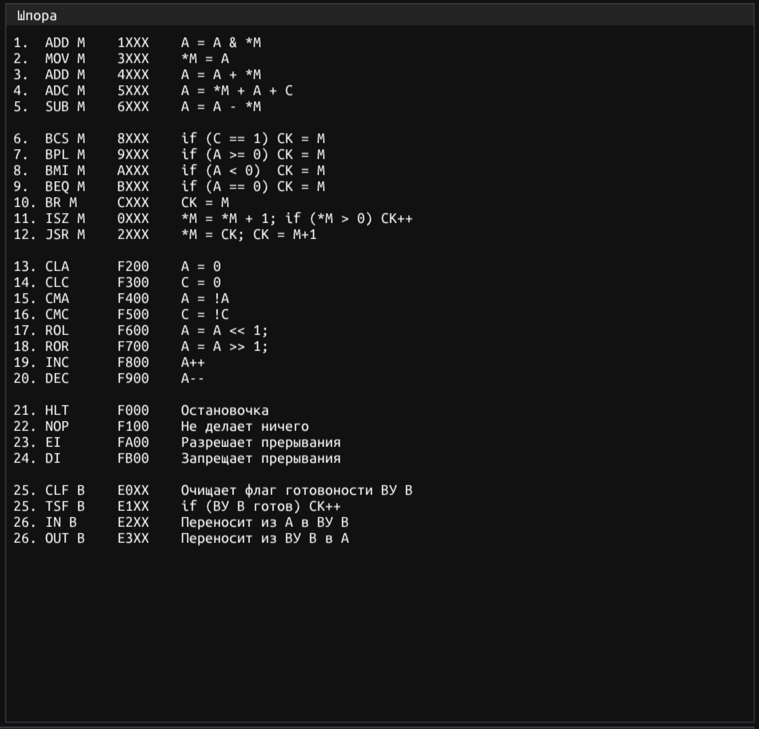 Шпора
1. ADD M 1XXX A = A & *M
2. MOV M 3XXX *M = A
3. ADD M 4XXX A = A + *M
4. ADC M 5XXX A = *M + A + C
5. SUB M 6XXX A = A - *M
6. BCS M 8XXX if (C == 1) CK = M
7. BPL M 9XXX if (A >= 0) CK = M
8. BMI M AXXX if (A < 0) CK = M
9. BEQ M BXXX if (A == 0) CK = M
10. BR M CXXX CK = M
11. ISZ M 0XXX *M = *M + 1; if (*M > 0) CK++
12. JSR M 2XXX *M = CK; CK = M+1
13. CLA F200 A = 0
14. CLC F300 C = 0
15. CMA F400 A = !A
16. CMC F500 C = !C
17. ROL F600 A = A << 1;
18. ROR F700 A = A >> 1;
19. INC F800 A++
20. DEC F900 A--
21. HLT F000 Остановочка
22. NOP F100 Не делает ничего
23. EI FA00 Разрешает прерывания
24. DI FB00 Запрещает прерывания
25. CLF B E0XX Очищает флаг готовоности ВУ B
25. TSF B E1XX if (ВУ B готов) CK++
26. IN B E2XX Переносит из A в ВУ B
26. OUT B E3XX Переносит из ВУ B в A